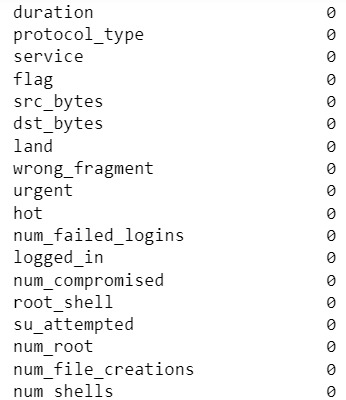 duration 0
protocol_type 0
service 0
flag 0
src_bytes 0
dst_bytes 0
land 0
wrong_fragment 0
urgent 0
hot 0
num_failed_logins 0
logged_in 0
num_compromised 0
root_shell 0
su_attempted 0
num_root 0
num_file_creations 0
num_shells 0